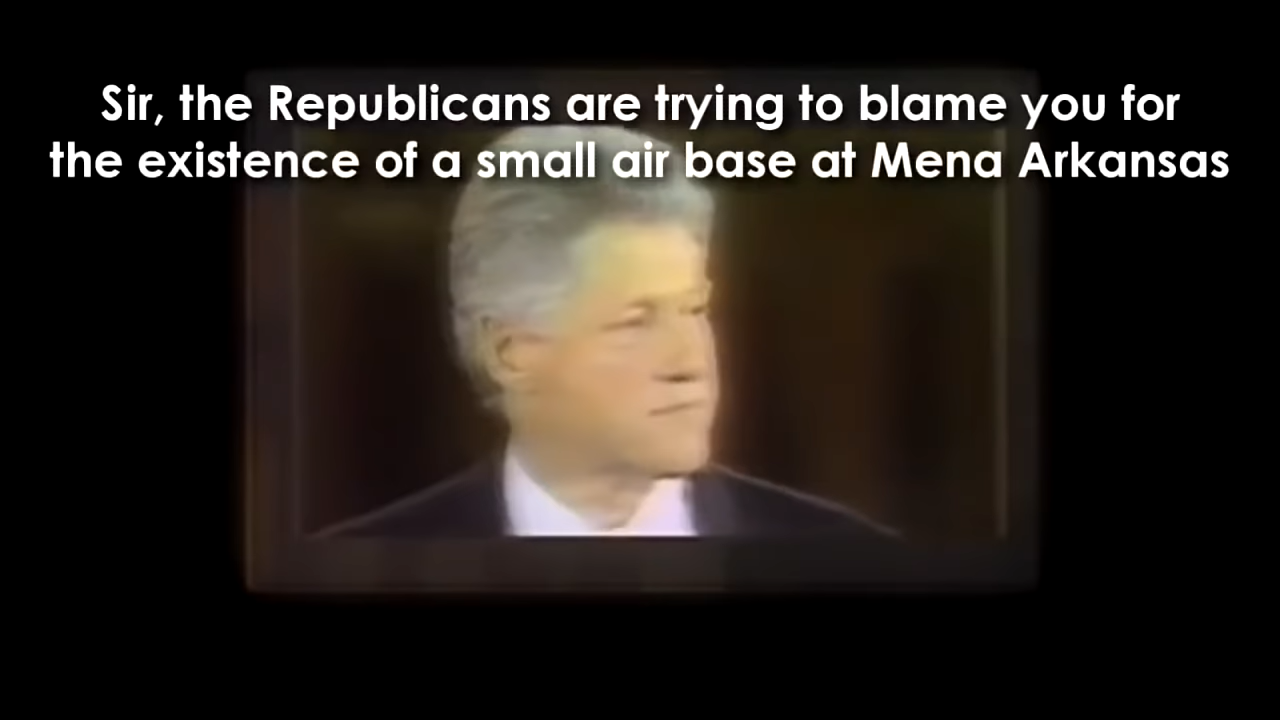 Sir, the Republicans are trying to blame you for
the existence of a small air base at Mena Arkansas